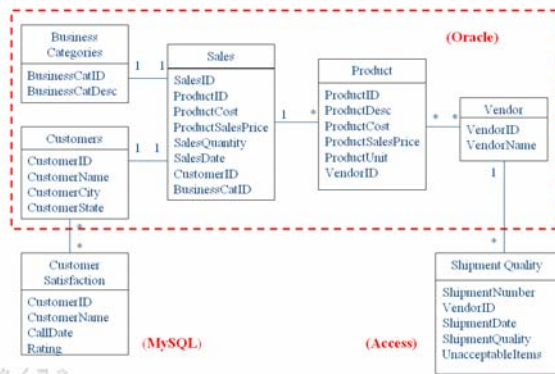 Business
Categories
BusinessCatID
BusinessCatDesc
1
1
Sales
SalesID
ProductID
ProductCost
ProductSalesPrice
SalesQuantity
SalesDate
CustomerID
BusinessCatID
(Oracle)
Product
ProductID
ProductDesc
ProductCost
ProductSalesPrice
ProductUnit
VendorID
1
*
*
*
Vendor
VendorID
VendorName
Customers
CustomerID
CustomerName
CustomerCity
CustomerState
1
1
1
*
*
*
Customer
Satisfaction
CustomerID
CustomerName
CallDate
Rating
(MySQL)
(Access)
Shipment Quality
ShipmentNumber
VendorID
ShipmentDate
ShipmentQuality
UnacceptableItems